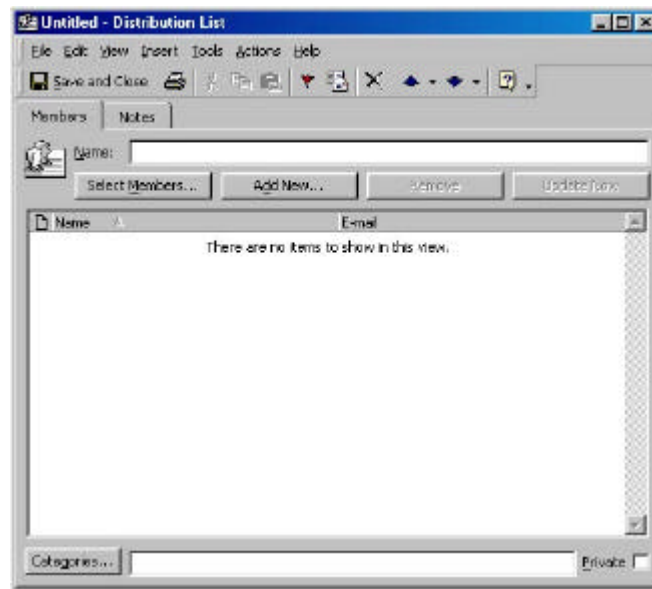 Untitled - Distribution List
File Edit View Insert Tools Actions Help
Save and Close
Members Notes
Name:
Select Members... Add New... Remove Update Now
Name E-mail
There are no items to show in this view.
Categories... Private